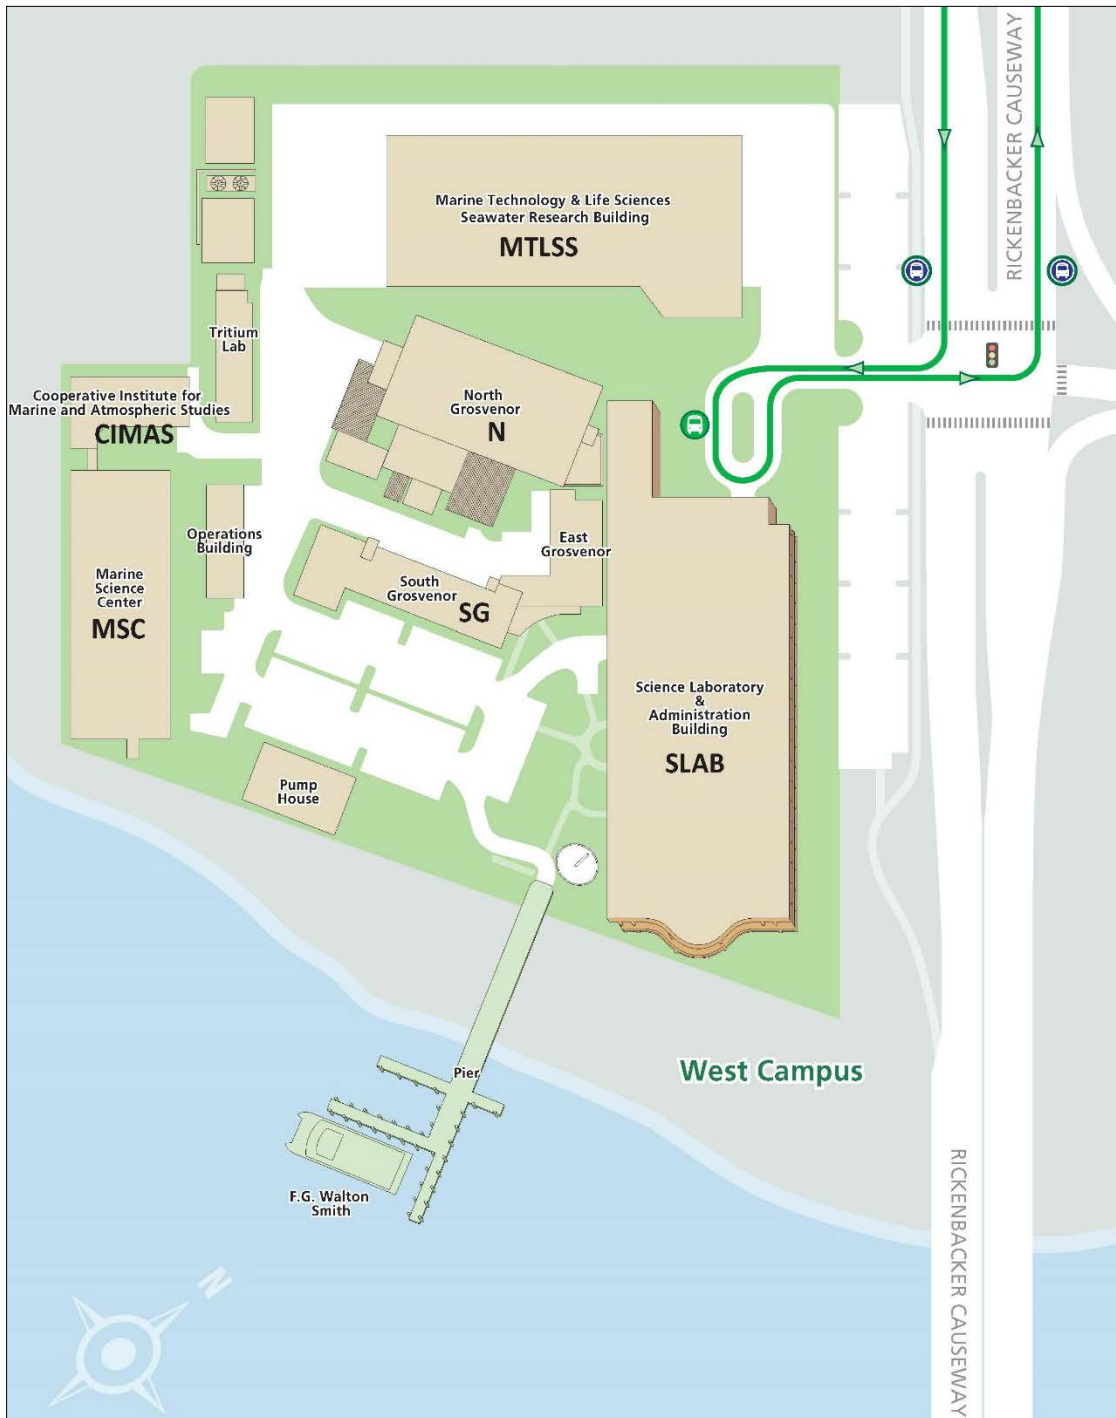 RICKENBACKER CAUSEWAY
Marine Technology & Life Sciences
Seawater Research Building
MTLSS
Tritium
Lab
Cooperative Institute for
Marine and Atmospheric Studies
CIMAS
North
Grosvenor
N
Operations
Building
East
Grosvenor
Marine
Science
Center
MSC
South
Grosvenor
SG
Science Laboratory
&
Administration
Building
SLAB
Pump
House
Pier
West Campus
F.G. Walton
Smith
RICKENBACKER CAUSEWAY
N